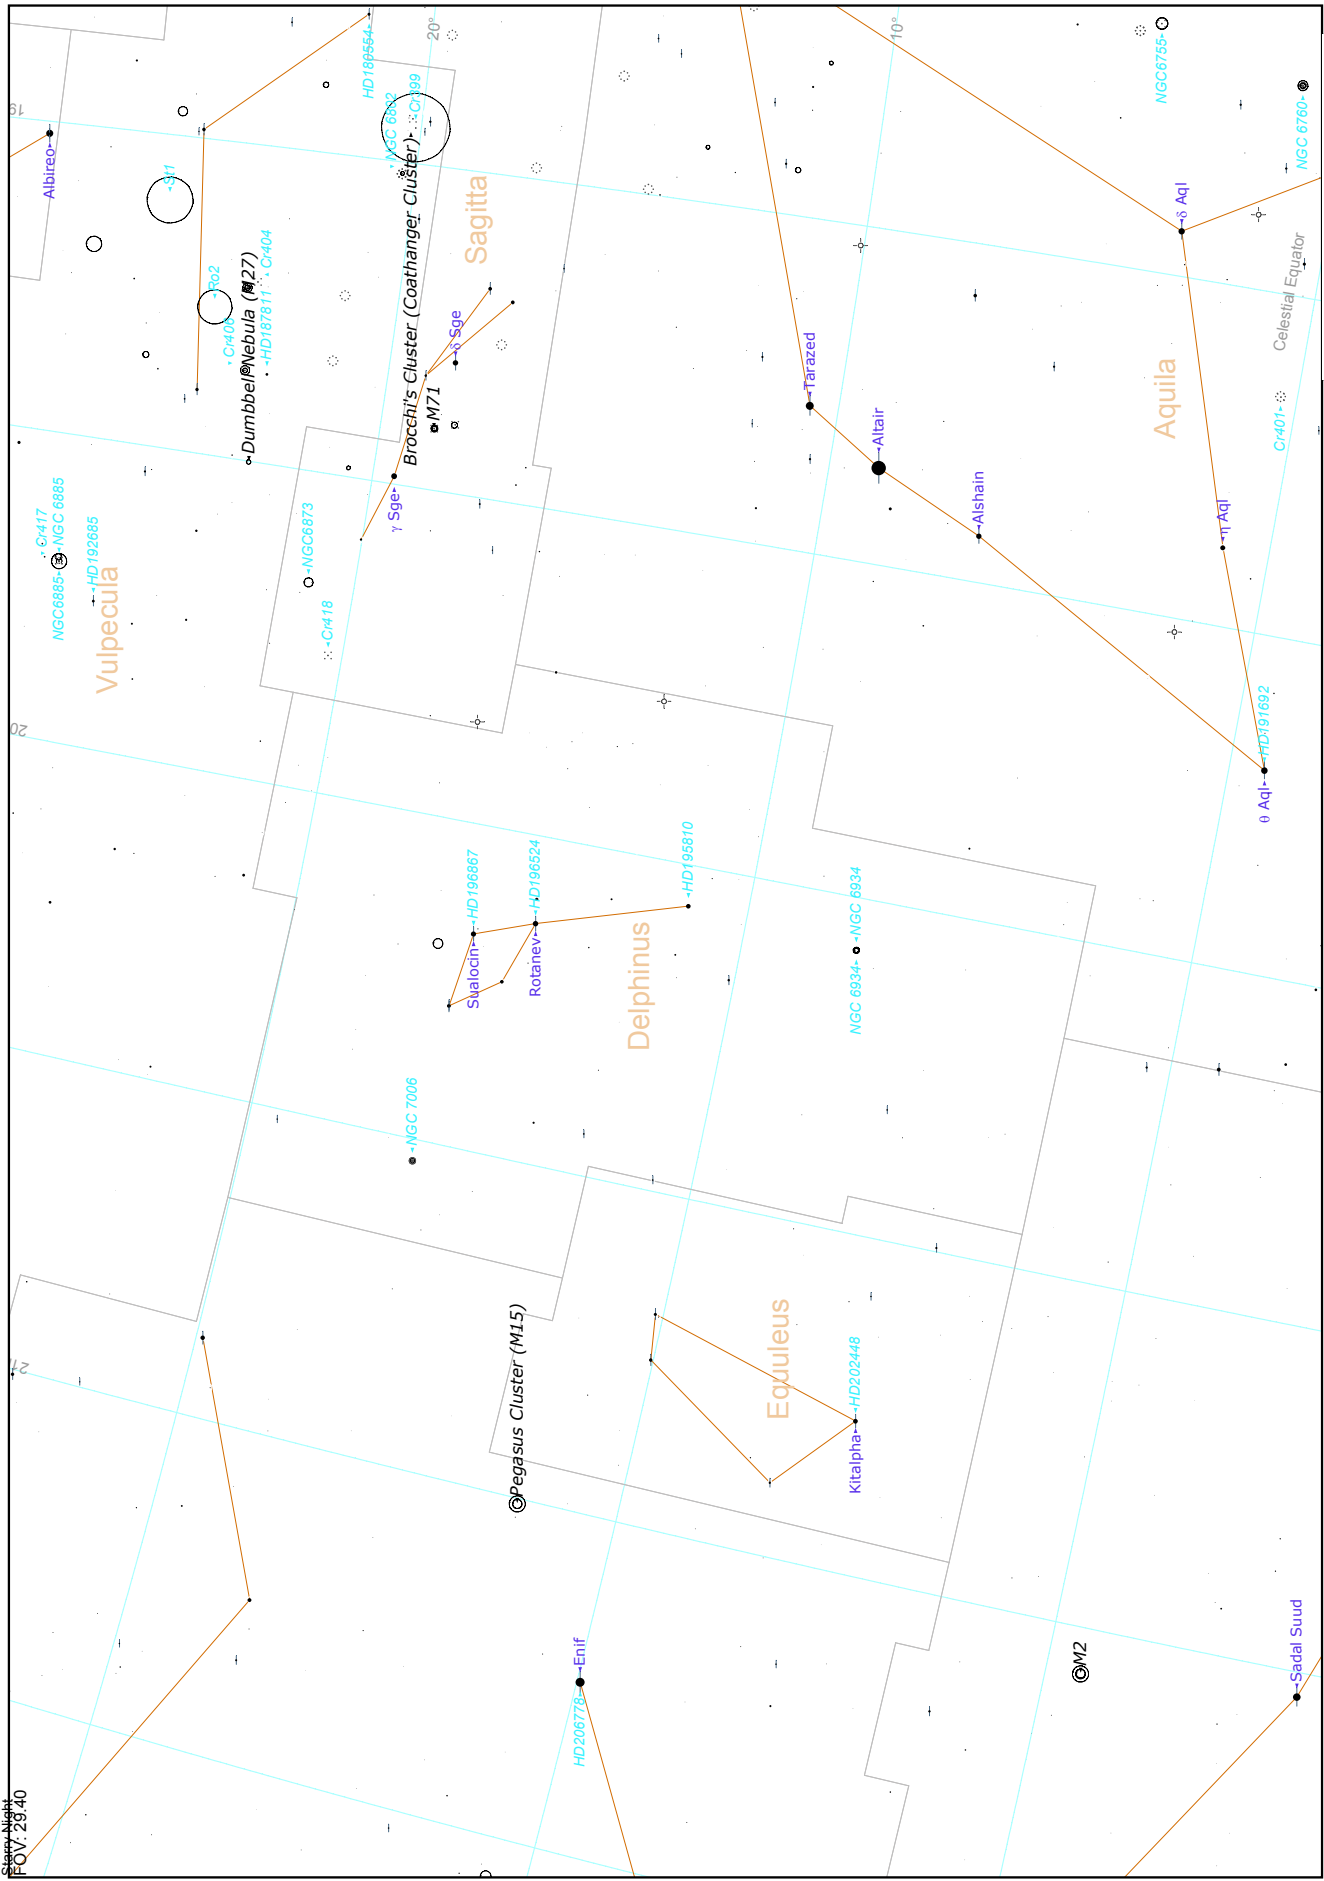 19
20°
10°
HD180554
NGC6755
NGC 6760
Albireo
St1
NGC 6802
Cr399
Sagitta
Brocchi's Cluster (Coathanger Cluster)
δ Aql
Celestial Equator
Ro2
Cr404
Cr406
HD187811
Dumbbell Nebula (M27)
δ Sge
M71
γ Sge
Tarazed
Altair
Alshain
Aquila
Cr401
η Aql
Cr417
NGC 6885
NGC6885
HD192685
Vulpecula
NGC6873
Cr418
20
HD191692
θ Aql
HD196867
HD196524
HD195810
Sualocin
Rotanev
Delphinus
NGC 6934
NGC 6934
NGC 7006
21
Pegasus Cluster (M15)
Equuleus
HD202448
Kitalpha
Enif
HD206778
M2
Sadal Suud
Starry Night
FOV: 29.40